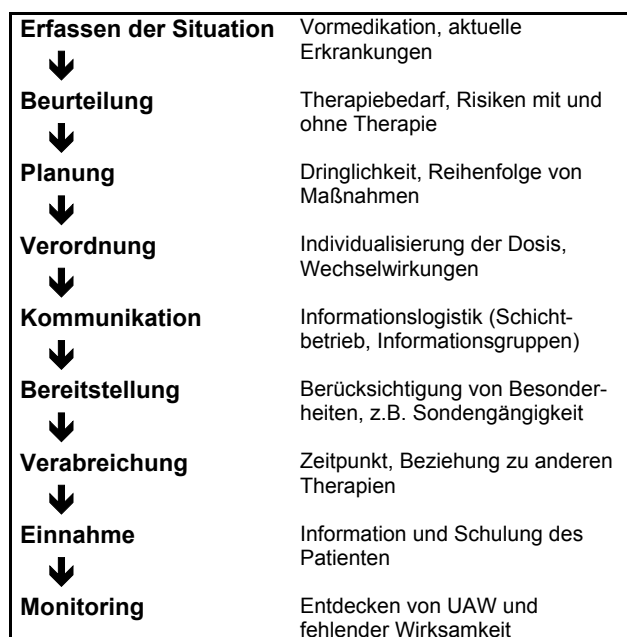 Erfassen der Situation Vormedikation, aktuelle
Erkrankungen
Beurteilung Therapiebedarf, Risiken mit und
ohne Therapie
Planung Dringlichkeit, Reihenfolge von
Maßnahmen
Verordnung Individualisierung der Dosis,
Wechselwirkungen
Kommunikation Informationslogistik (Schicht-
betrieb, Informationsgruppen)
Bereitstellung Berücksichtigung von Besonder-
heiten, z.B. Sondengängigkeit
Verabreichung Zeitpunkt, Beziehung zu anderen
Therapien
Einnahme Information und Schulung des
Patienten
Monitoring Entdecken von UAW und
fehlender Wirksamkeit